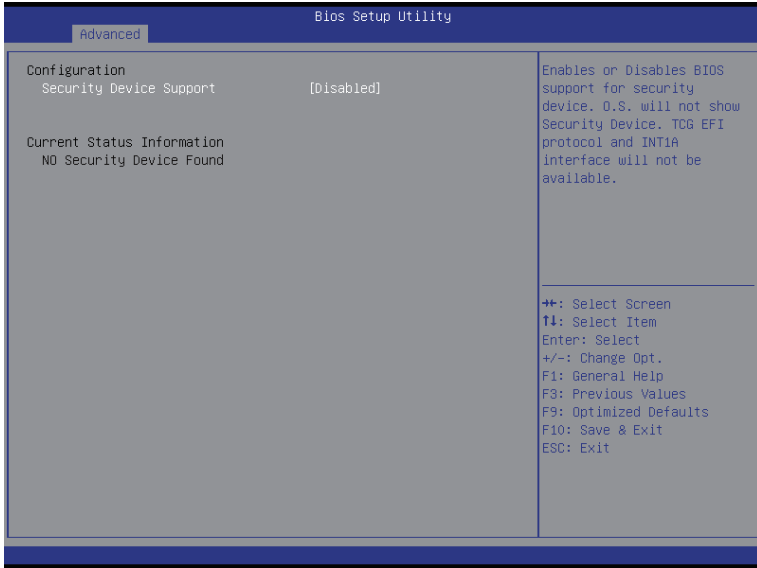 Bios Setup Utility
Advanced
Configuration
Security Device Support [Disabled]
Current Status Information
NO Security Device Found
Enables or Disables BIOS
support for security
device. O.S. will not show
Security Device. TCG EFI
protocol and INT1A
interface will not be
available.
→←: Select Screen
↑↓: Select Item
Enter: Select
+/-: Change Opt.
F1: General Help
F3: Previous Values
F9: Optimized Defaults
F10: Save & Exit
ESC: Exit